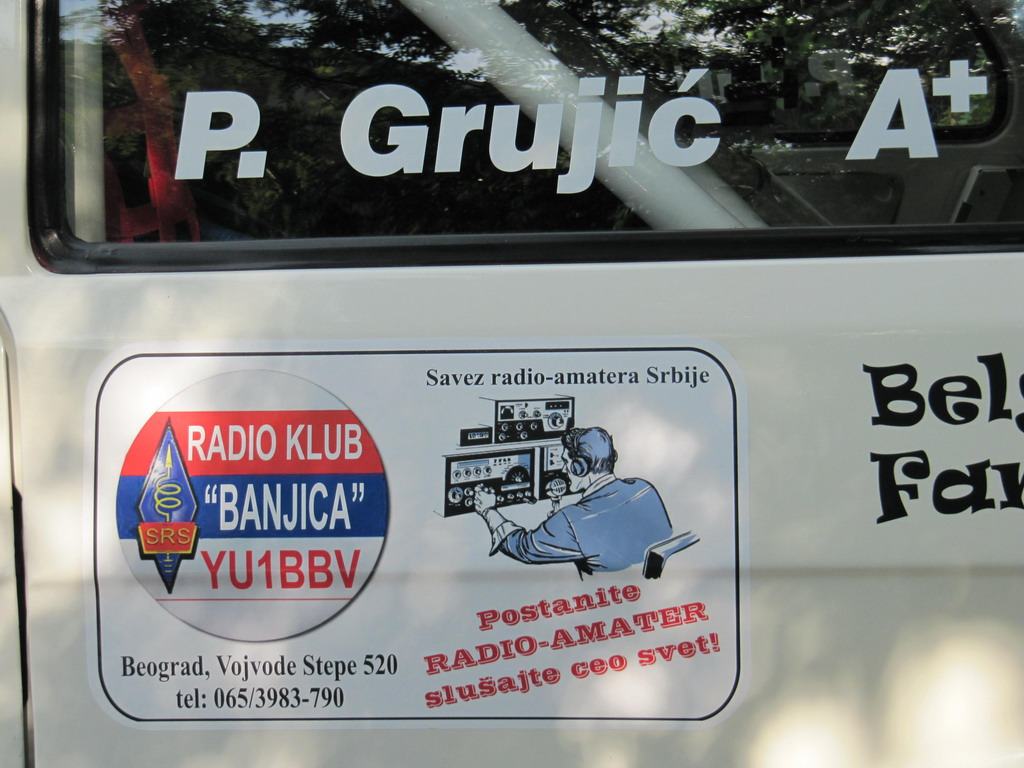 P. Grujić A+
Savez radio-amatera Srbije
RADIO KLUB
"BANJICA"
SRS
YU1BBV
Beograd, Vojvode Stepe 520
tel: 065/3983-790
Postanite
RADIO-AMATER
slušajte ceo svet!